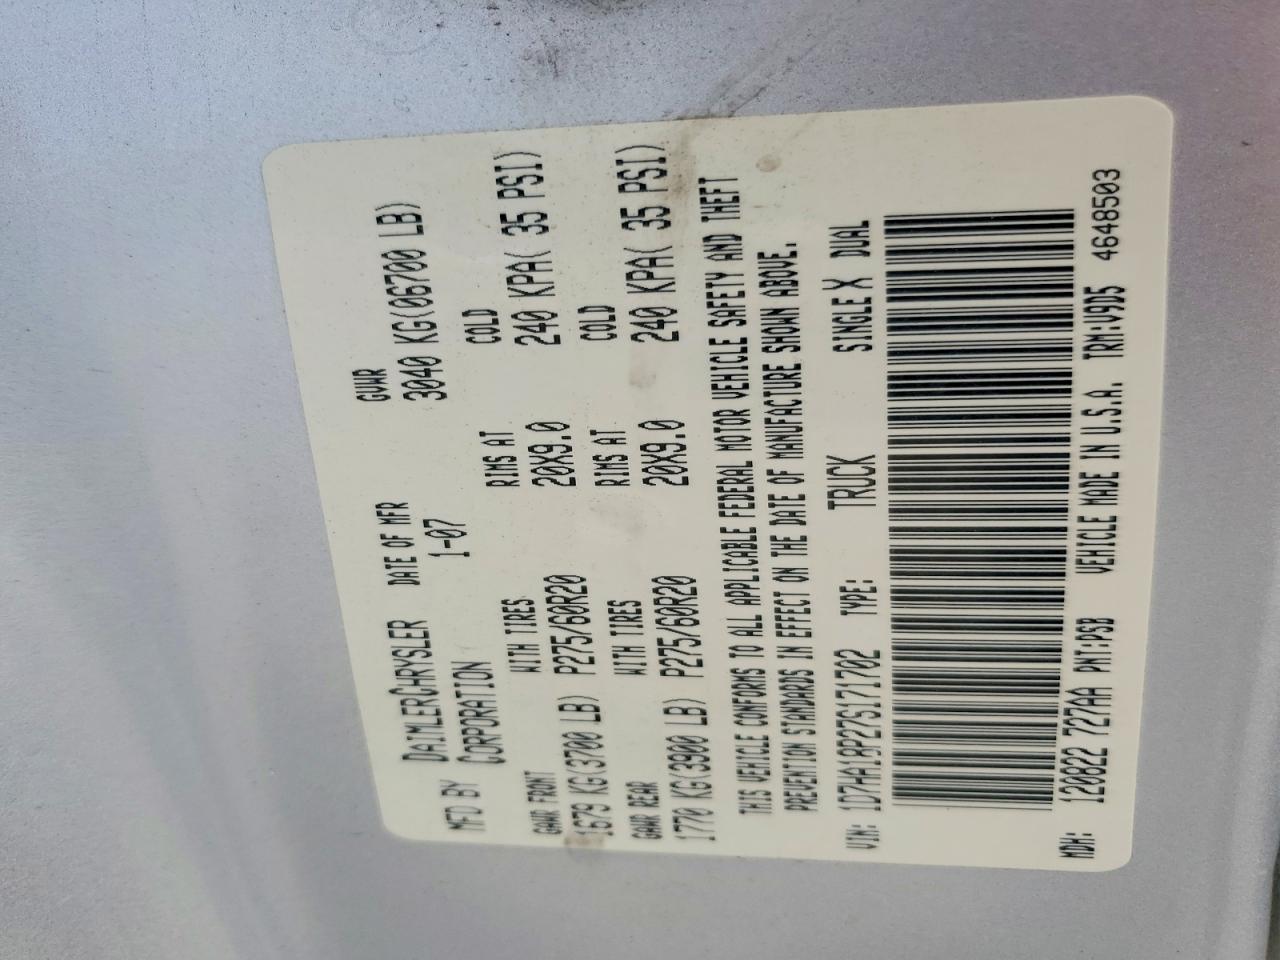 MFD BY DAIMLERCHRYSLER DATE OF MFR GVWR
CORPORATION 1-07 3040 KG(06700 LB)
GAWR FRONT WITH TIRES RIMS AT COLD
1679 KG(3700 LB) P275/60R20 20X9.0 240 KPA( 35 PSI)
GAWR REAR WITH TIRES RIMS AT COLD
1770 KG(3900 LB) P275/60R20 20X9.0 240 KPA( 35 PSI)
THIS VEHICLE CONFORMS TO ALL APPLICABLE FEDERAL MOTOR VEHICLE SAFETY AND THEFT
PREVENTION STANDARDS IN EFFECT ON THE DATE OF MANUFACTURE SHOWN ABOVE.
VIN: 1D7HA18P27S171702 TYPE: TRUCK SINGLE X DUAL
MDH: 120822 727AA PNT:PSB VEHICLE MADE IN U.S.A. TRM:V9D5 4648503